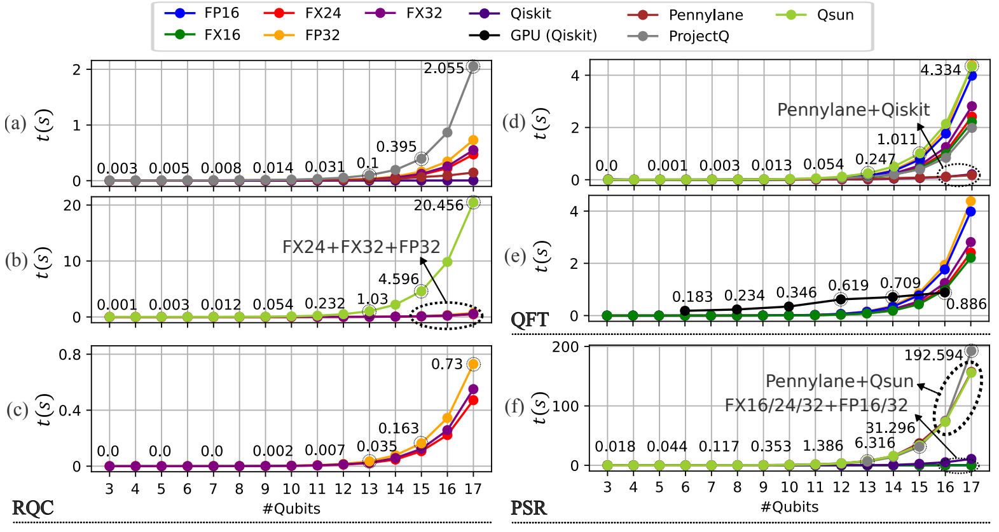 FP16 FX24 FX32 Qiskit Pennylane Qsun
FX16 FP32 GPU (Qiskit) ProjectQ
(a)
t(s)
2
1
0
0.003 0.005 0.008 0.014 0.031 0.1 0.395 2.055
(b)
t(s)
20
10
0
FX24+FX32+FP32
0.001 0.003 0.012 0.054 0.232 1.03 4.596 20.456
(c)
t(s)
0.8
0.4
0
0.0 0.0 0.0 0.002 0.007 0.035 0.163 0.73
3 4 5 6 7 8 9 10 11 12 13 14 15 16 17
#Qubits
RQC
(d)
t(s)
4
2
0
Pennylane+Qiskit
0.0 0.001 0.003 0.013 0.054 0.247 1.011 4.334
(e)
t(s)
4
2
0
0.183 0.234 0.346 0.619 0.709 0.886
QFT
(f)
t(s)
200
100
0
Pennylane+Qsun
FX16/24/32+FP16/32
0.018 0.044 0.117 0.353 1.386 6.316 31.296 192.594
3 4 5 6 7 8 9 10 11 12 13 14 15 16 17
#Qubits
PSR